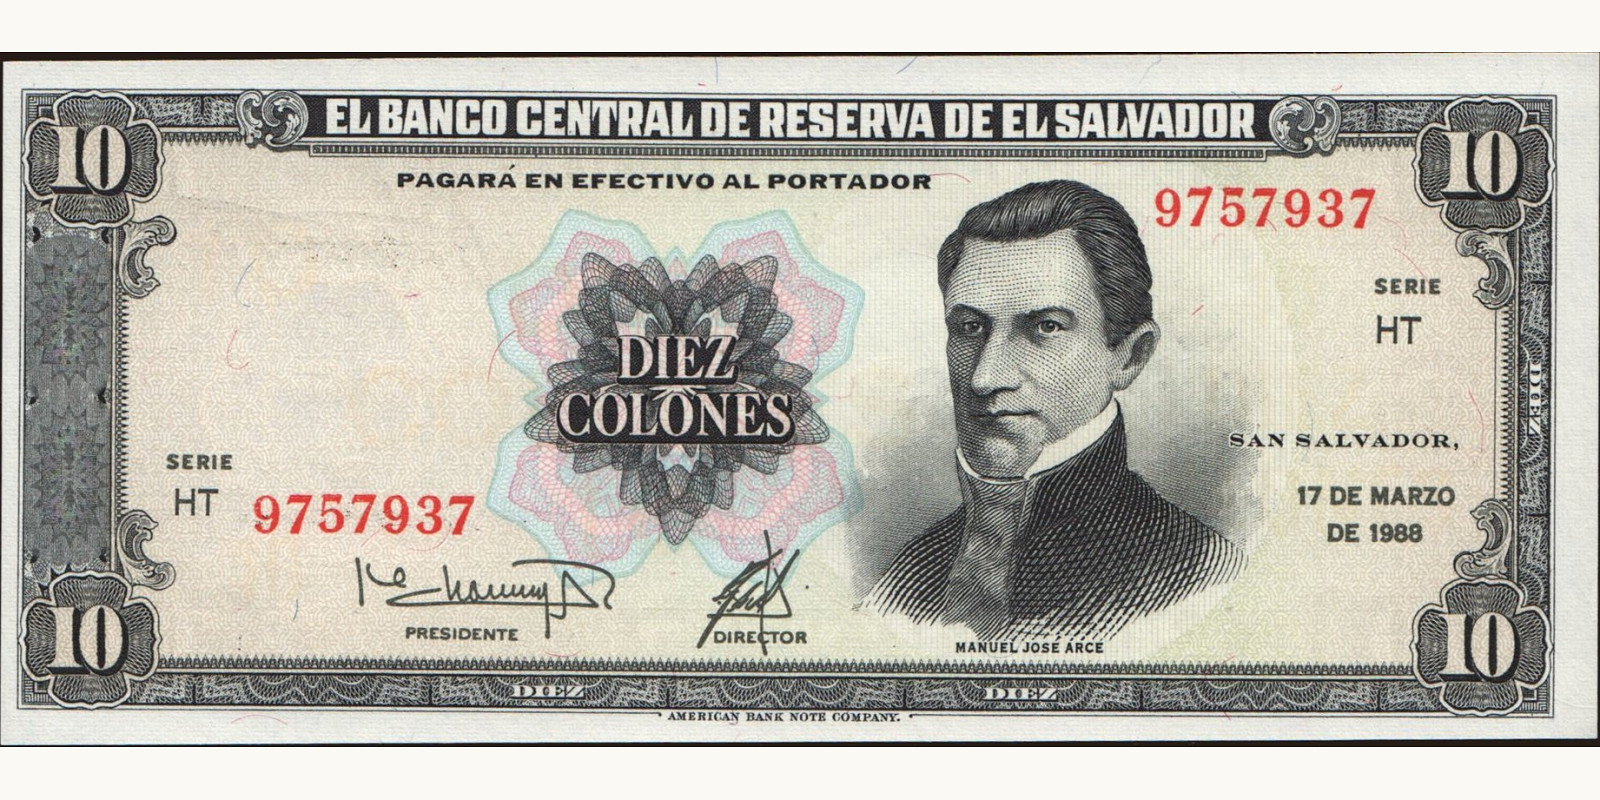 EL BANCO CENTRAL DE RESERVA DE EL SALVADOR
10
10
PAGARÁ EN EFECTIVO AL PORTADOR
9757937
SERIE
HT
DIEZ
COLONES
DIEZ
SAN SALVADOR,
17 DE MARZO
DE 1988
SERIE
HT
9757937
PRESIDENTE
DIRECTOR
MANUEL JOSÉ ARCE
10
10
DIEZ
DIEZ
AMERICAN BANK NOTE COMPANY.